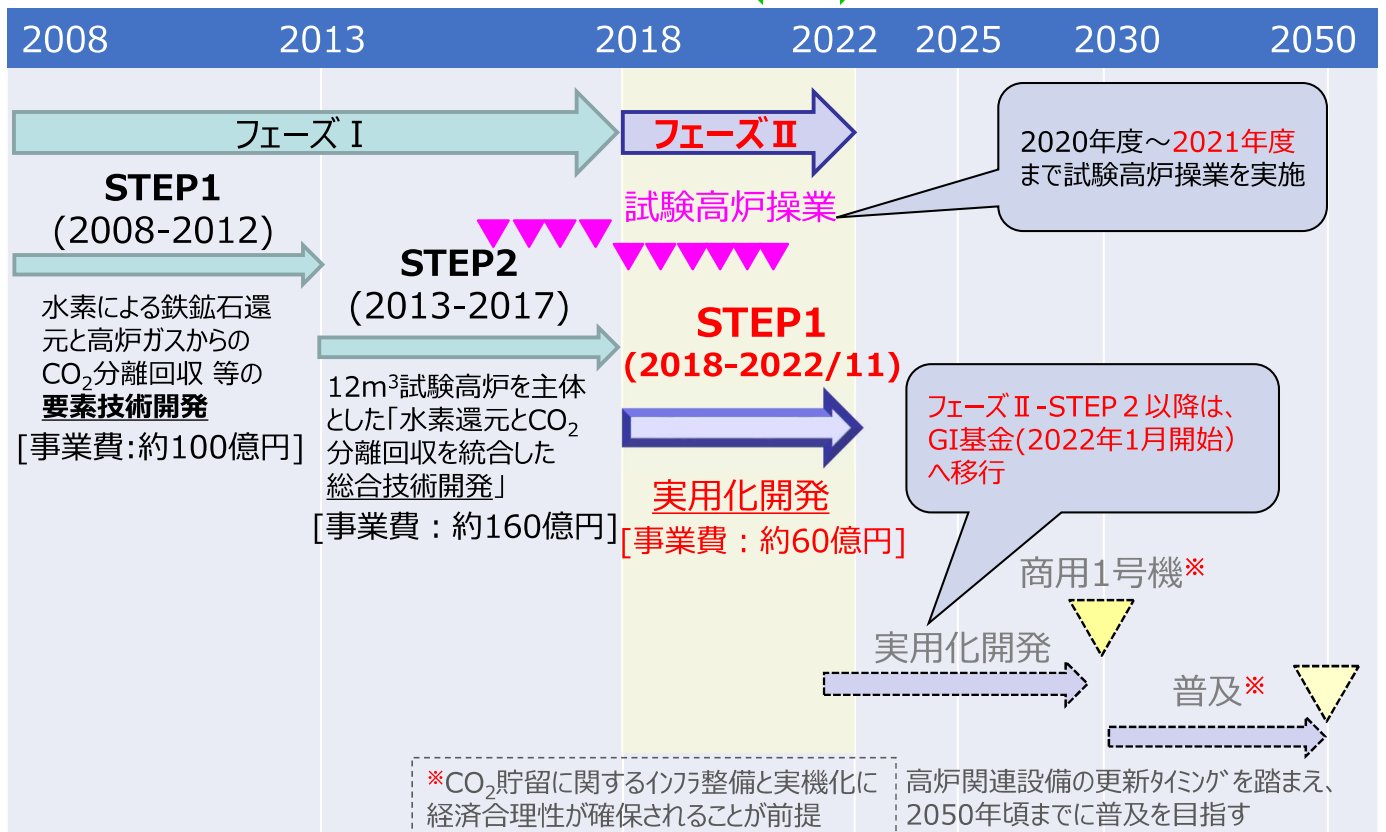 2008 2013 2018 2022 2025 2030 2050
フェーズⅠ
フェーズⅡ
2020年度～2021年度
まで試験高炉操業を実施
STEP1
(2008-2012)
試験高炉操業
STEP2
(2013-2017)
水素による鉄鉱石還
元と高炉ガスからの
CO₂分離回収 等の
要素技術開発
[事業費:約100億円]
12m³試験高炉を主体
とした「水素還元とCO₂
分離回収を統合した
総合技術開発」
[事業費：約160億円]
STEP1
(2018-2022/11)
実用化開発
[事業費：約60億円]
フェーズⅡ-STEP２以降は、
GI基金(2022年1月開始）
へ移行
商用1号機※
実用化開発
普及※
※CO₂貯留に関するインフラ整備と実機化に
経済合理性が確保されることが前提
高炉関連設備の更新タイミングを踏まえ、
2050年頃までに普及を目指す